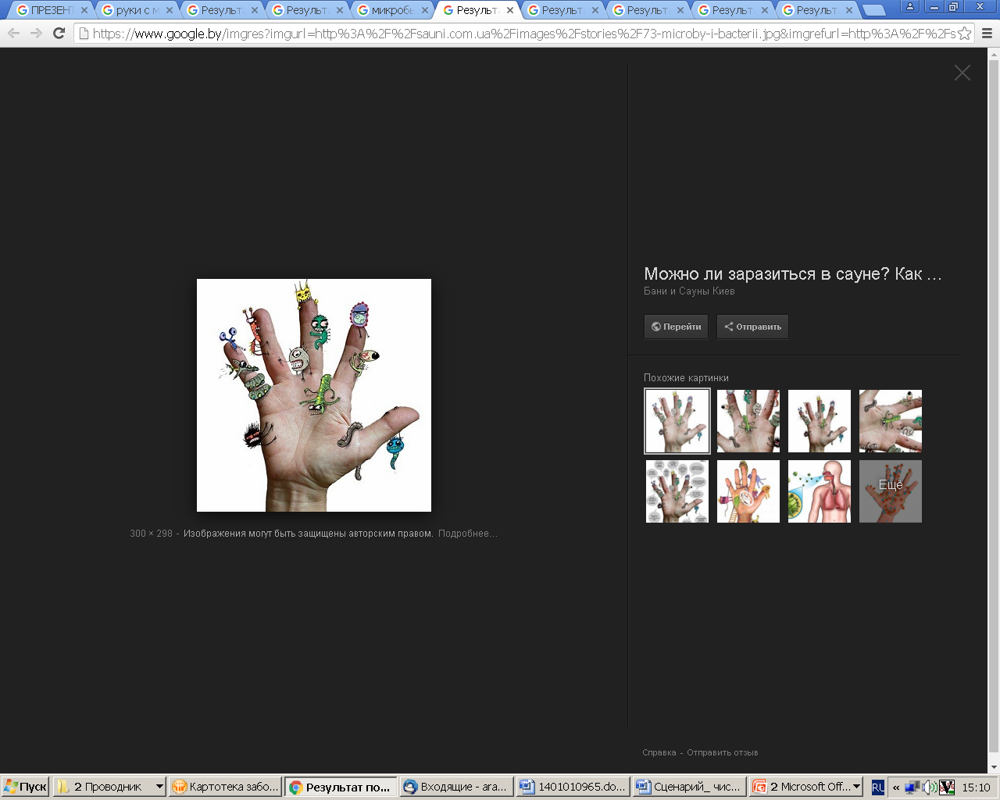 ПРЕЗЕНТ
руки с м
Результ
Результ
микробь
Результ
Результ
Результ
Результ
Результ
https://www.google.by/imgres?imgurl=http%3A%2F%2Fsauni.com.ua%2Fimages%2Fstories%2F73-microby-i-bacterii.jpg&imgrefurl=http%3A%2F%2Fs
Можно ли заразиться в сауне? Как ...
Бани и Сауны Киев
Перейти Отправить
Похожие картинки
Ещё
300 × 298 - Изображения могут быть защищены авторским правом. Подробнее...
Справка - Отправить отзыв
Пуск 2 Проводник Картотека забо... Результат по... Входящие - ara... 1401010965.do... Сценарий_ чис... 2 Microsoft Off... RU « 15:10